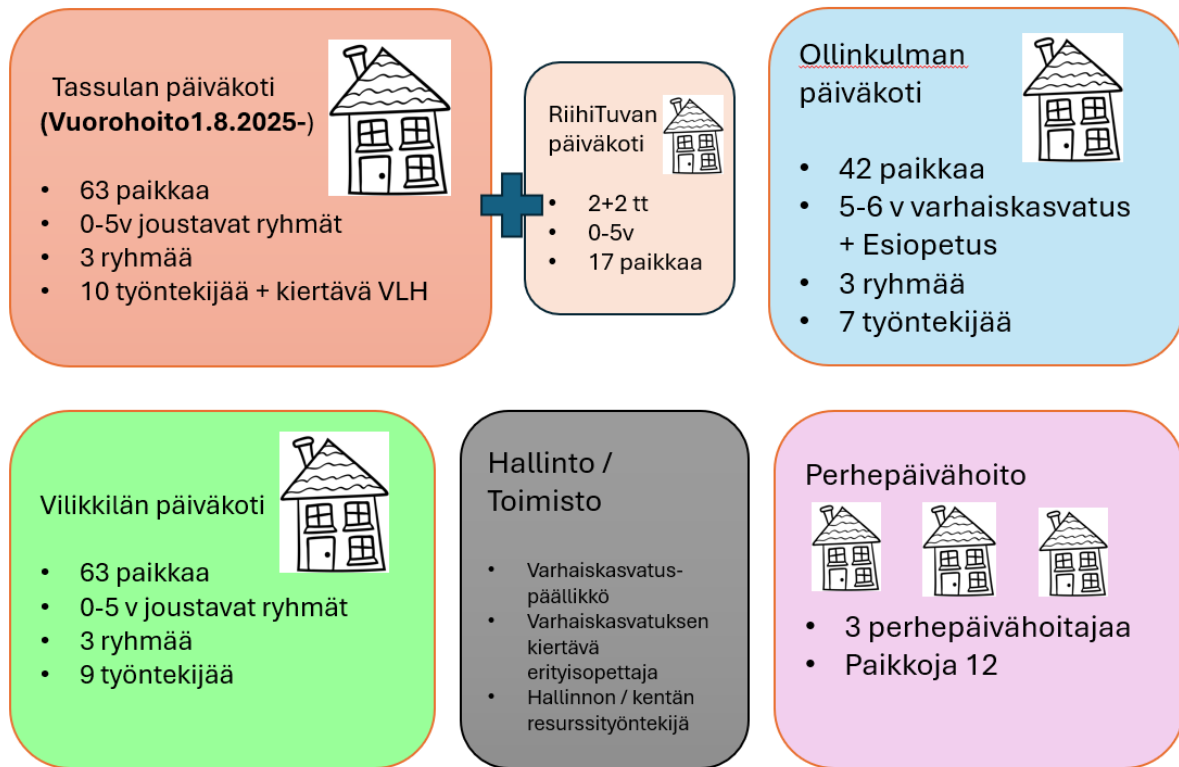 Tassulan päiväkoti
(Vuorohoito1.8.2025-)
• 63 paikkaa
• 0-5v joustavat ryhmät
• 3 ryhmää
• 10 työntekijää + kiertävä VLH
RiihiTuvan
päiväkoti
• 2+2 tt
• 0-5v
• 17 paikkaa
Ollinkulman
päiväkoti
• 42 paikkaa
• 5-6 v varhaiskasvatus
+ Esiopetus
• 3 ryhmää
• 7 työntekijää
Vilikkilän päiväkoti
• 63 paikkaa
• 0-5 v joustavat ryhmät
• 3 ryhmää
• 9 työntekijää
Hallinto /
Toimisto
• Varhaiskasvatus-
päällikkö
• Varhaiskasvatuksen
kiertävä
erityisopettaja
• Hallinnon / kentän
resurssityöntekijä
Perhepäivähoito
• 3 perhepäivähoitajaa
• Paikkoja 12